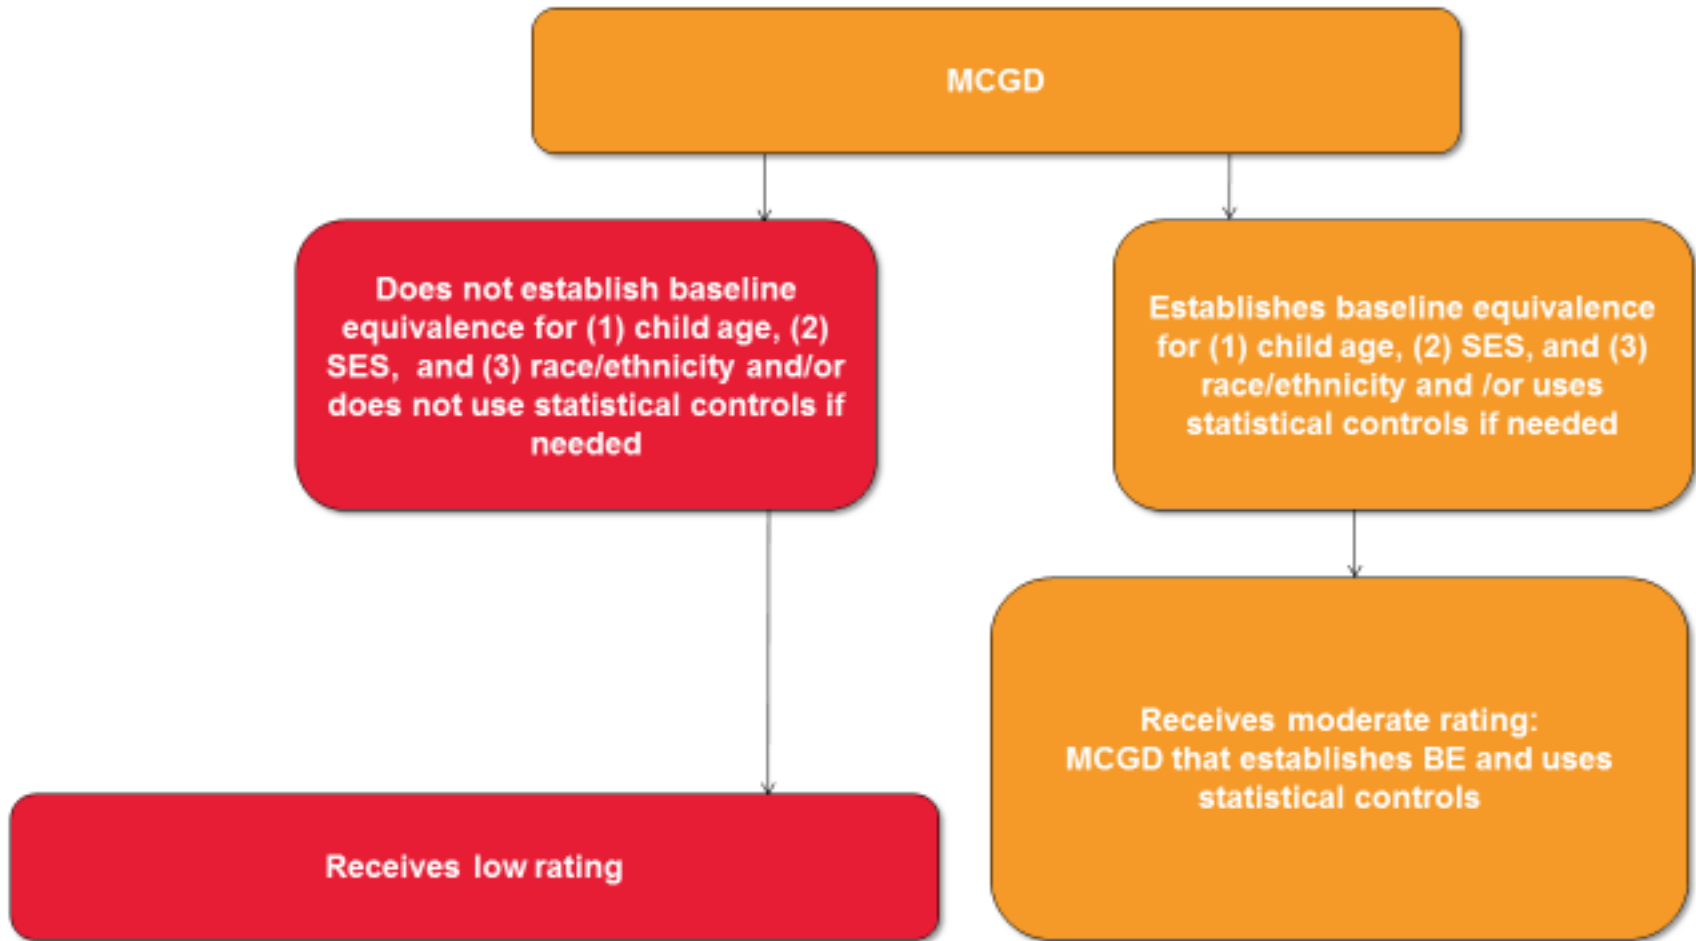 MCGD
Does not establish baseline
equivalence for (1) child age, (2)
SES,  and (3) race/ethnicity and/or
does not use statistical controls if
needed
Establishes baseline equivalence
for (1) child age, (2) SES, and (3)
race/ethnicity and /or uses
statistical controls if needed
Receives moderate rating:
MCGD that establishes BE and uses
statistical controls
Receives low rating